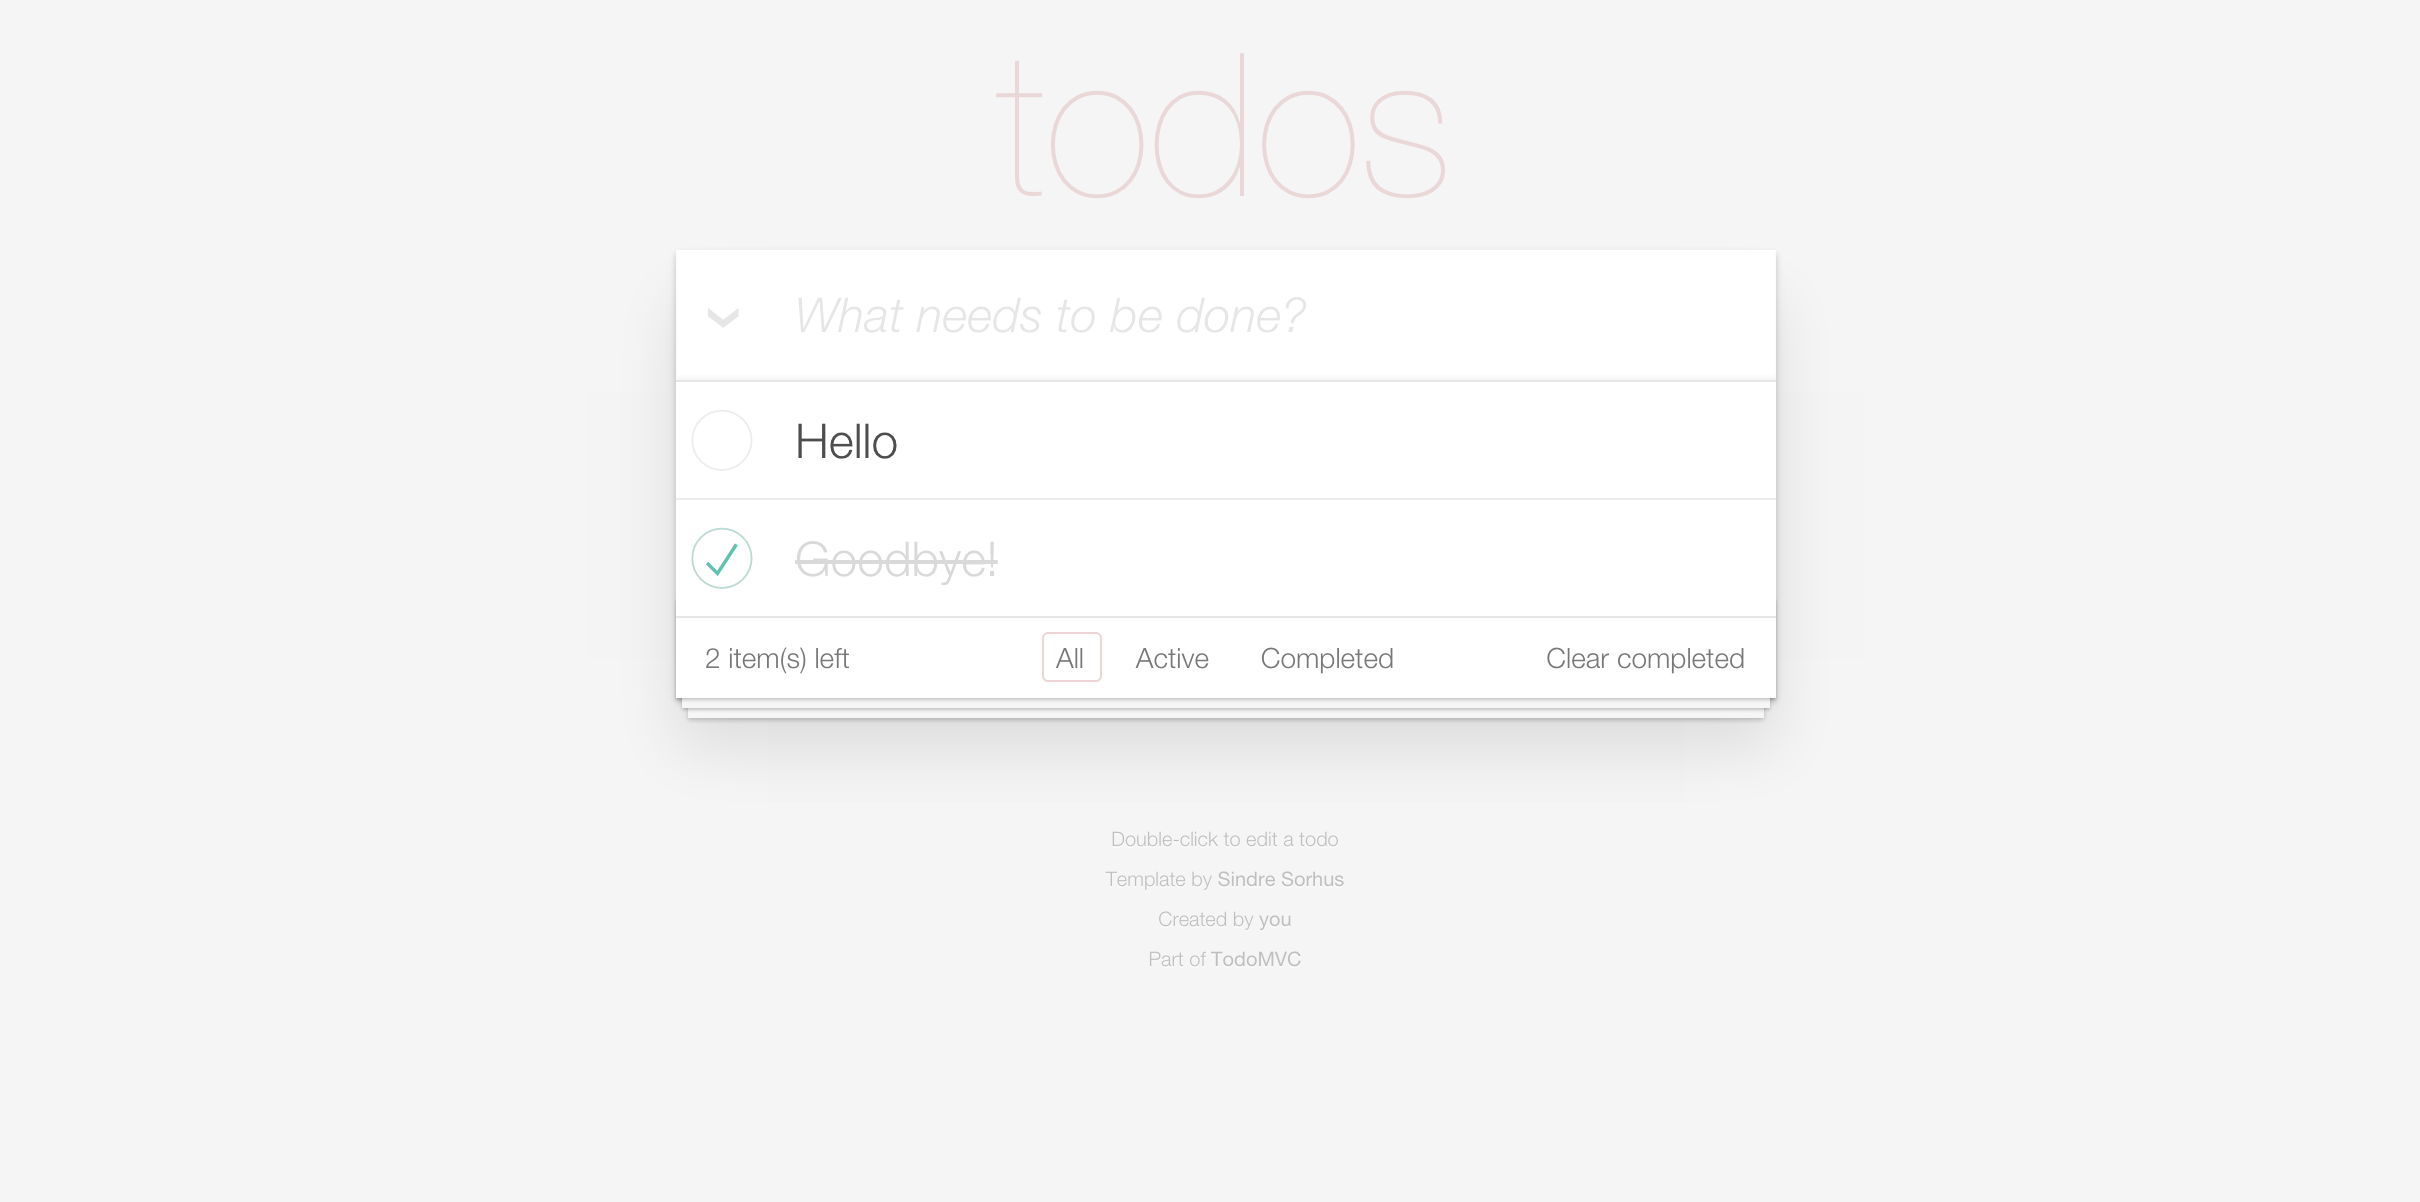 todos
What needs to be done?
Hello
Goodbye!
2 item(s) left All Active Completed Clear completed
Double-click to edit a todo
Template by Sindre Sorhus
Created by you
Part of TodoMVC